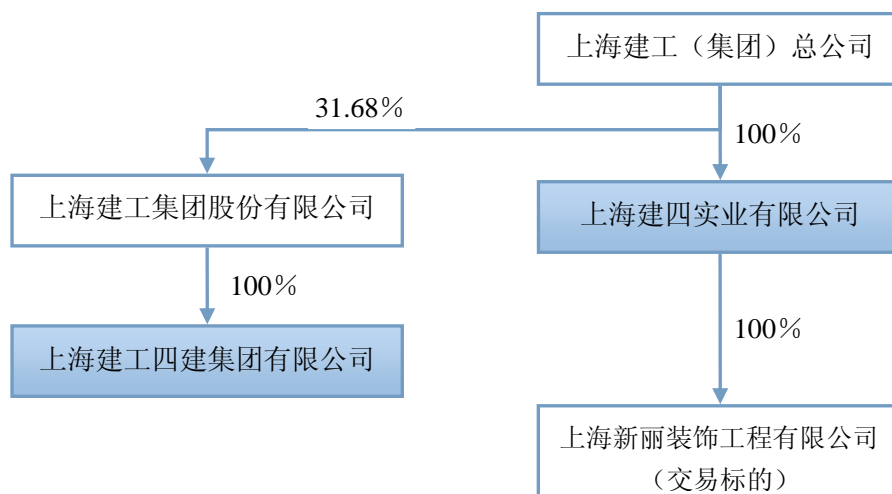 上海建工（集团）总公司
31.68％
100％
上海建工集团股份有限公司
上海建四实业有限公司
100％
100％
上海建工四建集团有限公司
上海新丽装饰工程有限公司
（交易标的）